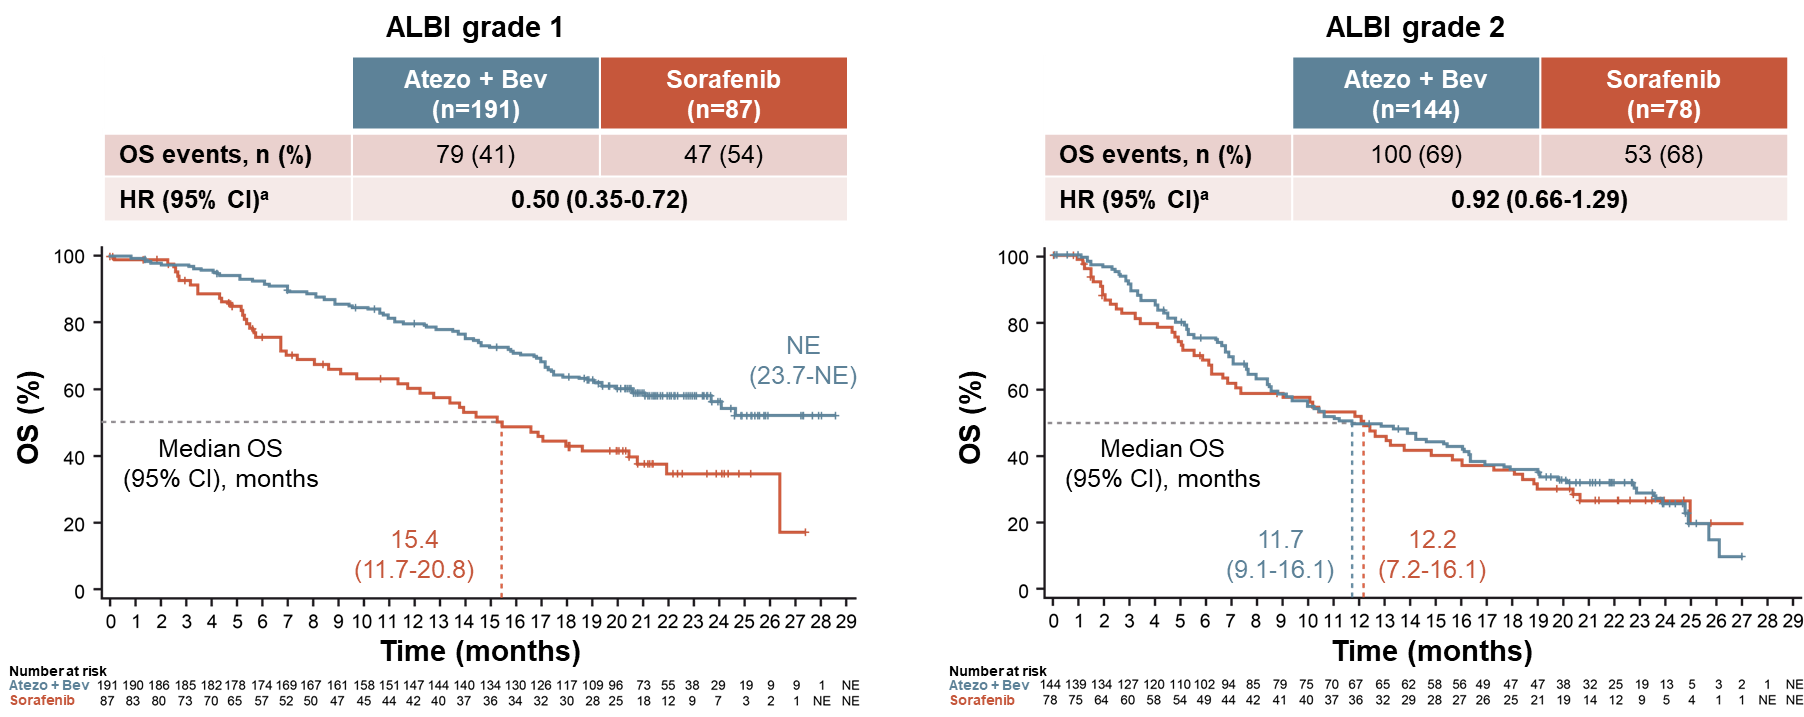 ALBI grade 1
Atezo + Bev (n=191)
Sorafenib (n=87)
OS events, n (%) 79 (41) 47 (54)
HR (95% CI)ᵃ 0.50 (0.35-0.72)
OS (%)
100
80
60
40
20
0
NE
(23.7-NE)
Median OS
(95% CI), months
15.4
(11.7-20.8)
0 1 2 3 4 5 6 7 8 9 10 11 12 13 14 15 16 17 18 19 20 21 22 23 24 25 26 27 28 29
Time (months)
Number at risk
Atezo + Bev 191 190 186 185 182 178 174 169 167 161 158 151 147 144 140 134 130 126 117 109 96 73 55 38 29 19 9 9 1 NE
Sorafenib 87 83 80 73 70 65 57 52 50 47 45 44 42 40 37 36 34 32 30 28 25 18 12 9 7 3 2 1 NE NE
ALBI grade 2
Atezo + Bev (n=144)
Sorafenib (n=78)
OS events, n (%) 100 (69) 53 (68)
HR (95% CI)ᵃ 0.92 (0.66-1.29)
OS (%)
100
80
60
40
20
0
Median OS
(95% CI), months
11.7
(9.1-16.1)
12.2
(7.2-16.1)
0 1 2 3 4 5 6 7 8 9 10 11 12 13 14 15 16 17 18 19 20 21 22 23 24 25 26 27 28 29
Time (months)
Number at risk
Atezo + Bev 144 139 134 127 120 110 102 94 85 79 75 70 67 65 62 58 56 49 47 47 38 32 25 19 13 5 3 2 1 NE
Sorafenib 78 75 64 60 58 54 49 44 42 41 40 37 36 32 29 28 27 26 25 21 19 14 12 9 5 4 1 1 NE NE